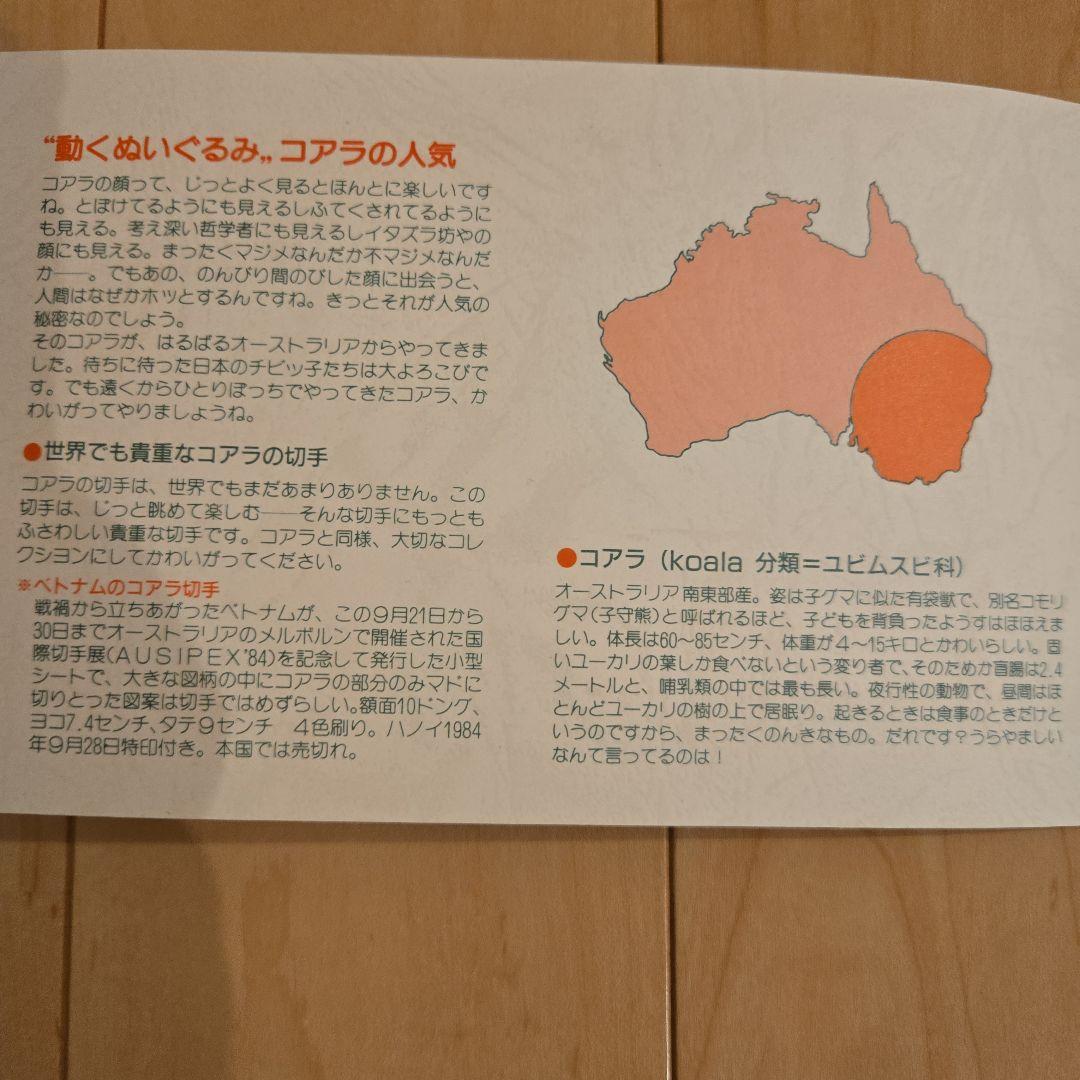 “動くぬいぐるみ„コアラの人気
コアラの顔って、じっとよく見るとほんとに楽しいです
ね。とぼけてるようにも見えるしふてくされてるように
も見える。考え深い哲学者にも見えるしイタズラ坊やの
顔にも見える。まったくマジメなんだか不マジメなんだ
か——。でもあの、のんびり間のびした顔に出会うと、
人間はなぜかホッとするんですね。きっとそれが人気の
秘密なのでしょう。
そのコアラが、はるばるオーストラリアからやってきま
した。待ちに待った日本のチビッ子たちは大よろこびで
す。でも遠くからひとりぼっちでやってきたコアラ、か
わいがってやりましょうね。
●世界でも貴重なコアラの切手
コアラの切手は、世界でもまだあまりありません。この
切手は、じっと眺めて楽しむ——そんな切手にもっとも
ふさわしい貴重な切手です。コアラと同様、大切なコレ
クションにしてかわいがってください。
※ベトナムのコアラ切手
戦禍から立ちあがったベトナムが、この9月21日から
30日までオーストラリアのメルボルンで開催された国
際切手展(AUSIPEX'84)を記念して発行した小型
シートで、大きな図柄の中にコアラの部分のみマドに
切りとった図案は切手ではめずらしい。額面10ドング、
ヨコ7.4センチ、タテ9センチ 4色刷り。ハノイ1984
年9月28日特印付き。本国では売切れ。
●コアラ(koala 分類=ユビムスビ科)
オーストラリア南東部産。姿は子グマに似た有袋獣で、別名コモリ
グマ(子守熊)と呼ばれるほど、子どもを背負ったようすはほほえま
しい。体長は60〜85センチ、体重が4〜15キロとかわいらしい。固
いユーカリの葉しか食べないという変り者で、そのためか盲腸は2.4
メートルと、哺乳類の中では最も長い。夜行性の動物で、昼間はほ
とんどユーカリの樹の上で居眠り。起きるときは食事のときだけと
いうのですから、まったくのんきなもの。だれです?うらやましい
なんて言ってるのは!